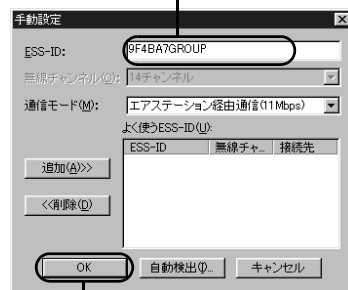 手動設定
ESS-ID: 9F4BA7GROUP
無線チャンネル(O): 14チャンネル
通信モード(M): エアステーション経由通信(11Mbps)
よく使うESS-ID(U):
ESS-ID 無線チャ... 接続先
追加(A)>>
<<削除(D)
OK 自動検出(I)... キャンセル